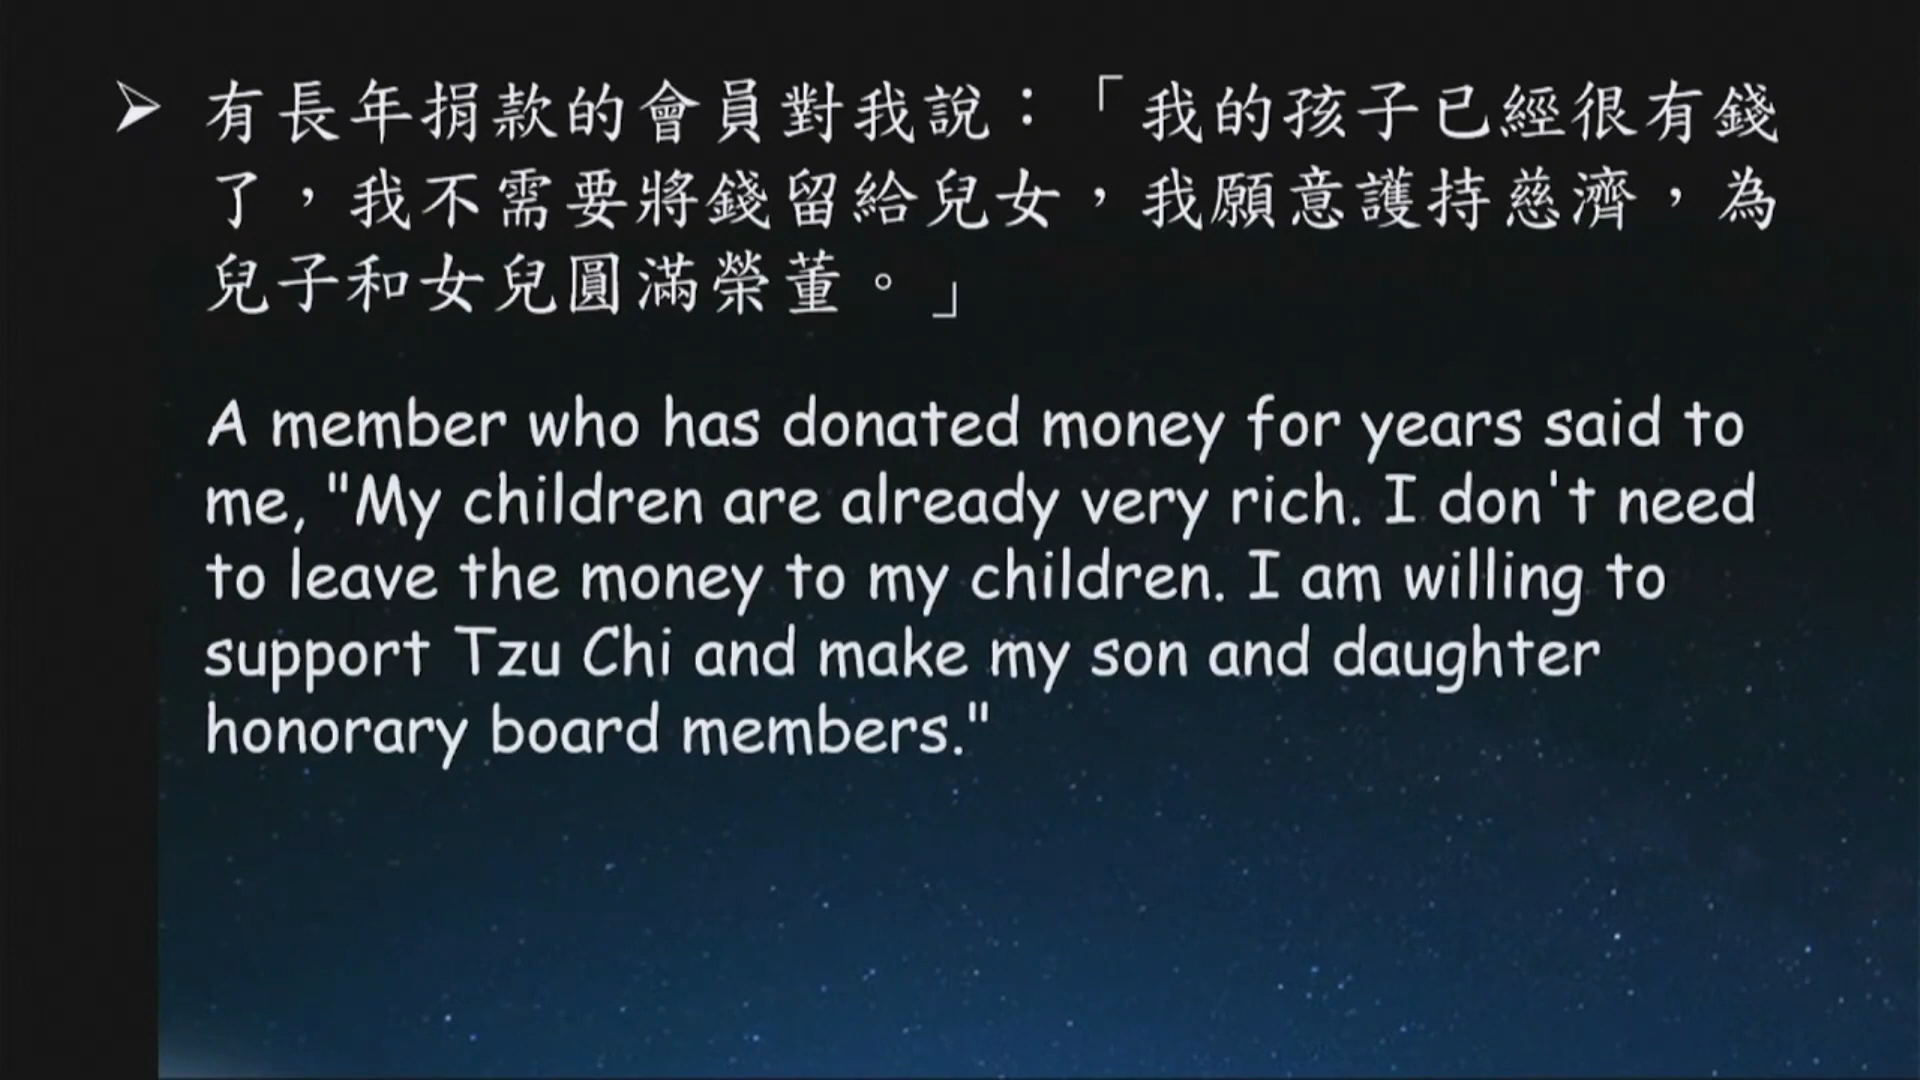 ➢ 有長年捐款的會員對我說：「我的孩子已經很有錢
了，我不需要將錢留給兒女，我願意護持慈濟，為
兒子和女兒圓滿榮董。」
A member who has donated money for years said to
me, "My children are already very rich. I don't need
to leave the money to my children. I am willing to
support Tzu Chi and make my son and daughter
honorary board members."